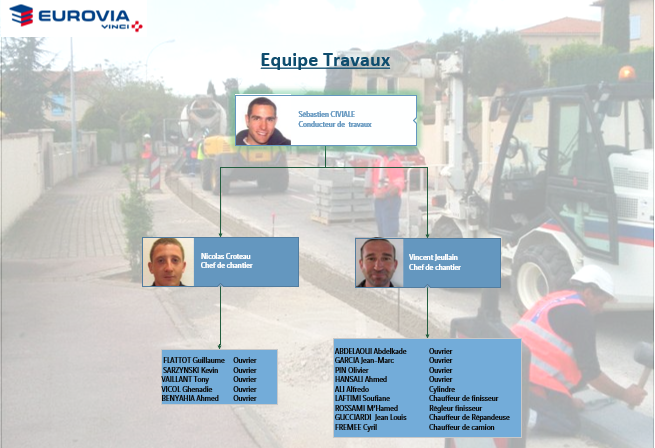 EUROVIA
VINCI
Equipe Travaux
Sébastien CIVIALE
Conducteur de travaux
Nicolas Croteau
Chef de chantier
Vincent Jeullain
Chef de chantier
FLATTOT Guillaume Ouvrier
SARZYNSKI Kevin Ouvrier
VAILLANT Tony Ouvrier
VICOL Ghenadie Ouvrier
BENYAHIA Ahmed Ouvrier
ABDELAOUI Abdelkade Ouvrier
GARCIA Jean-Marc Ouvrier
PIN Olivier Ouvrier
HANSALI Ahmed Ouvrier
ALI Alfredo Cylindre
LAFTIMI Soufiane Chauffeur de finisseur
ROSSAMI M'Hamed Régleur finisseur
GUCCIARDI Jean Louis Chauffeur de Répandeuse
FREMEE Cyril Chauffeur de camion